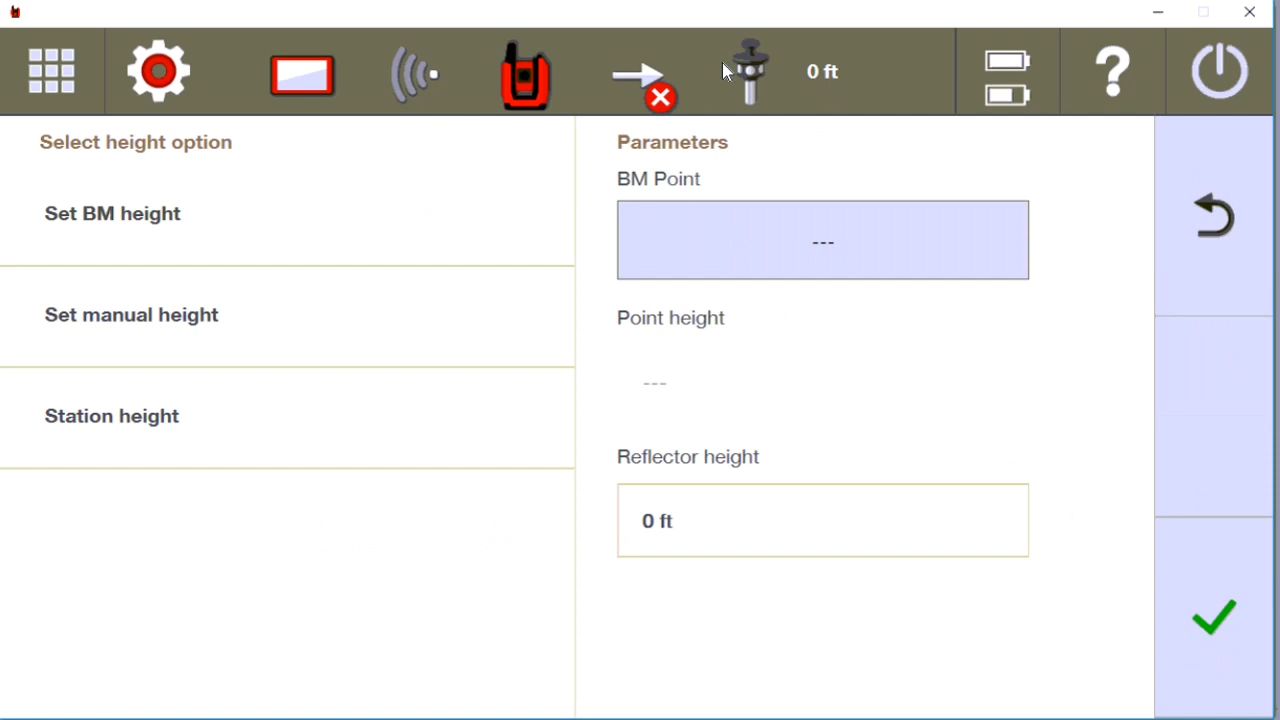 0 ft
?
Select height option
Set BM height
Set manual height
Station height
Parameters
BM Point
---
Point height
---
Reflector height
0 ft